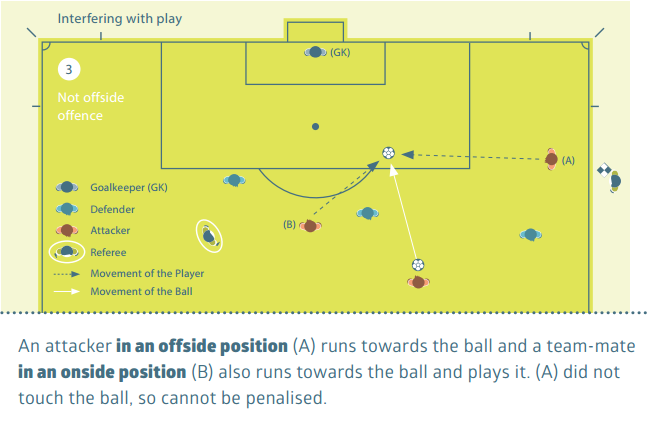 Interfering with play
(GK)
3
Not offside
offence
(A)
Goalkeeper (GK)
Defender
(B)
Attacker
Referee
Movement of the Player
Movement of the Ball
An attacker in an offside position (A) runs towards the ball and a team-mate
in an onside position (B) also runs towards the ball and plays it. (A) did not
touch the ball, so cannot be penalised.